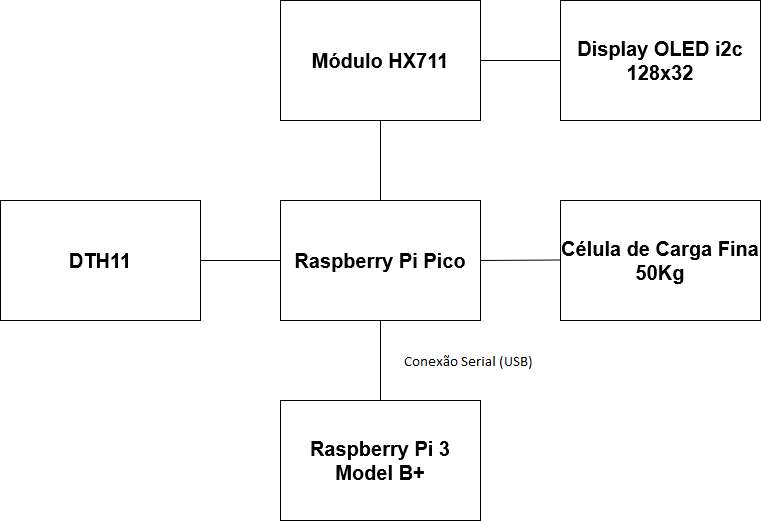 Módulo HX711
Display OLED i2c
128x32
DTH11
Raspberry Pi Pico
Célula de Carga Fina
50Kg
Conexão Serial (USB)
Raspberry Pi 3
Model B+